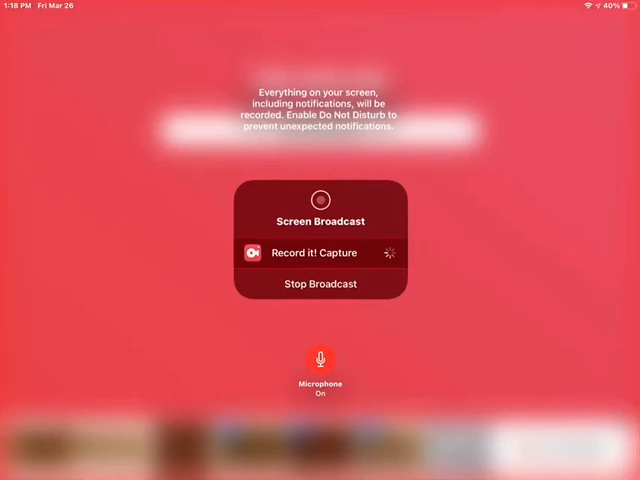 1:18 PM Fri Mar 26
40%
Everything on your screen,
including notifications, will be
recorded. Enable Do Not Disturb to
prevent unexpected notifications.
Screen Broadcast
Record it! Capture
Stop Broadcast
Microphone
On